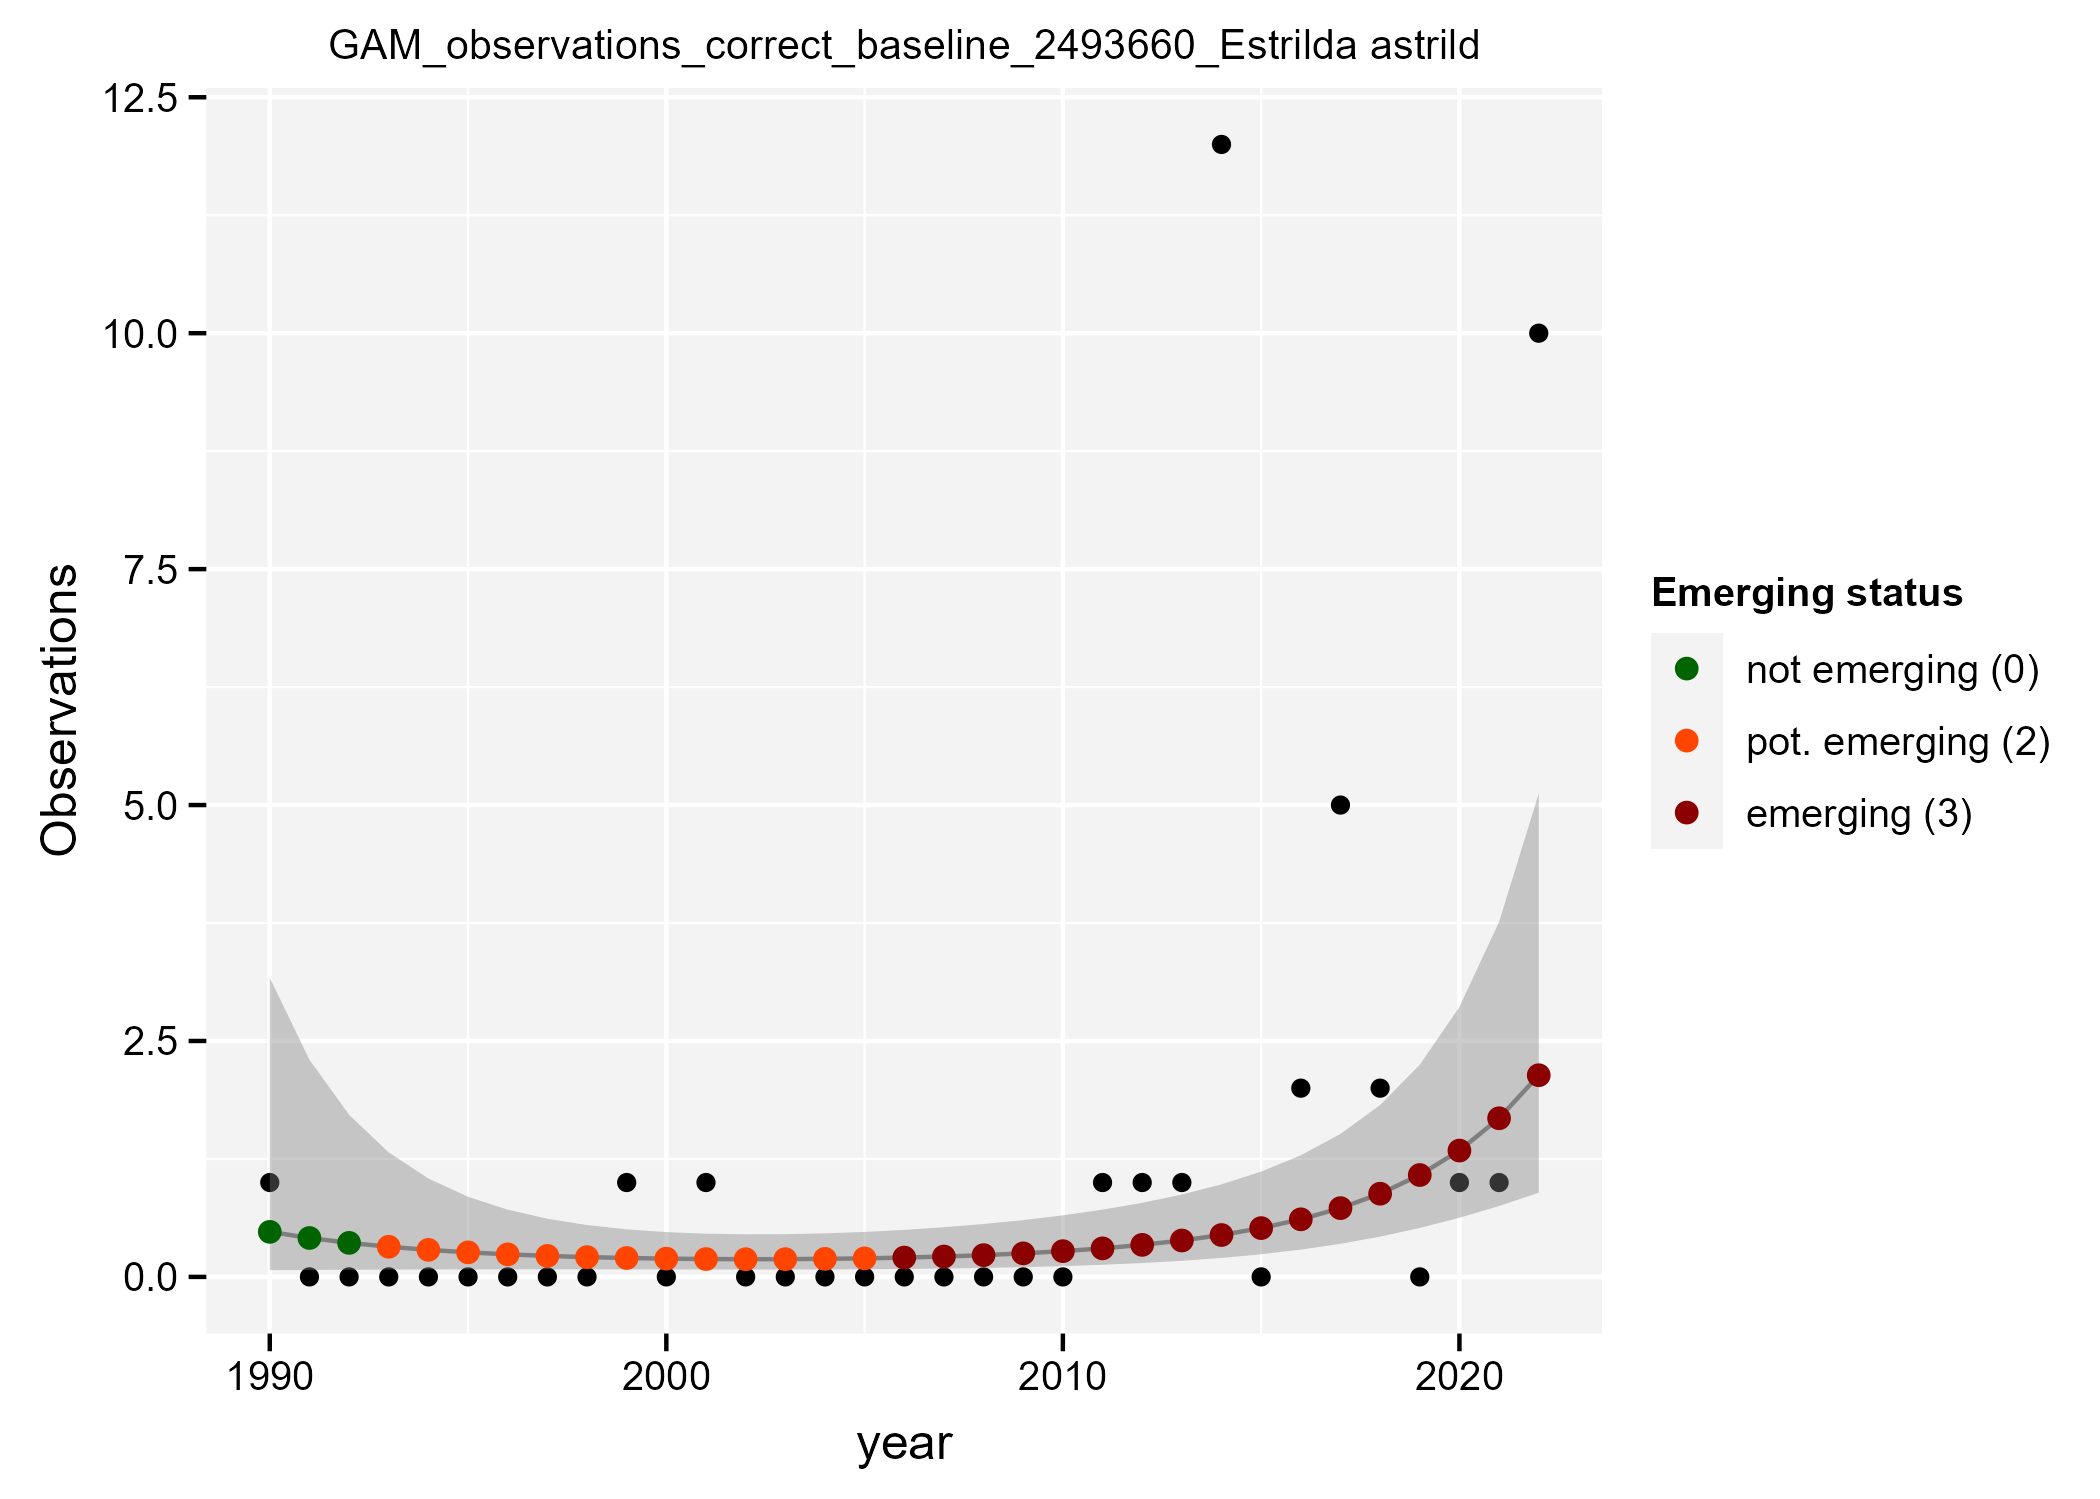 GAM_observations_correct_baseline_2493660_Estrilda astrild
12.5
10.0
7.5
5.0
2.5
0.0
Observations
1990 2000 2010 2020
year
Emerging status
not emerging (0)
pot. emerging (2)
emerging (3)